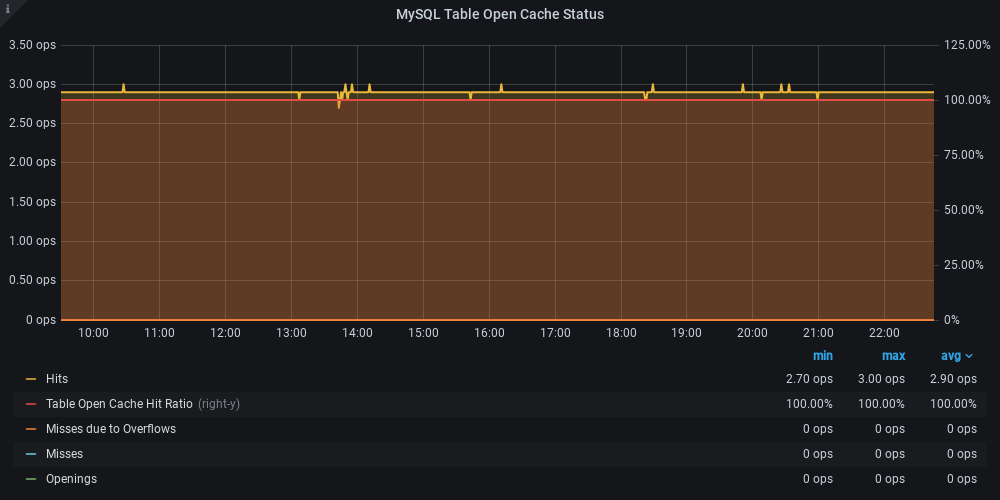 i
MySQL Table Open Cache Status
3.50 ops
3.00 ops
2.50 ops
2.00 ops
1.50 ops
1.00 ops
0.50 ops
0 ops
125.00%
100.00%
75.00%
50.00%
25.00%
0%
10:00 11:00 12:00 13:00 14:00 15:00 16:00 17:00 18:00 19:00 20:00 21:00 22:00
min max avg
Hits 2.70 ops 3.00 ops 2.90 ops
Table Open Cache Hit Ratio (right-y) 100.00% 100.00% 100.00%
Misses due to Overflows 0 ops 0 ops 0 ops
Misses 0 ops 0 ops 0 ops
Openings 0 ops 0 ops 0 ops